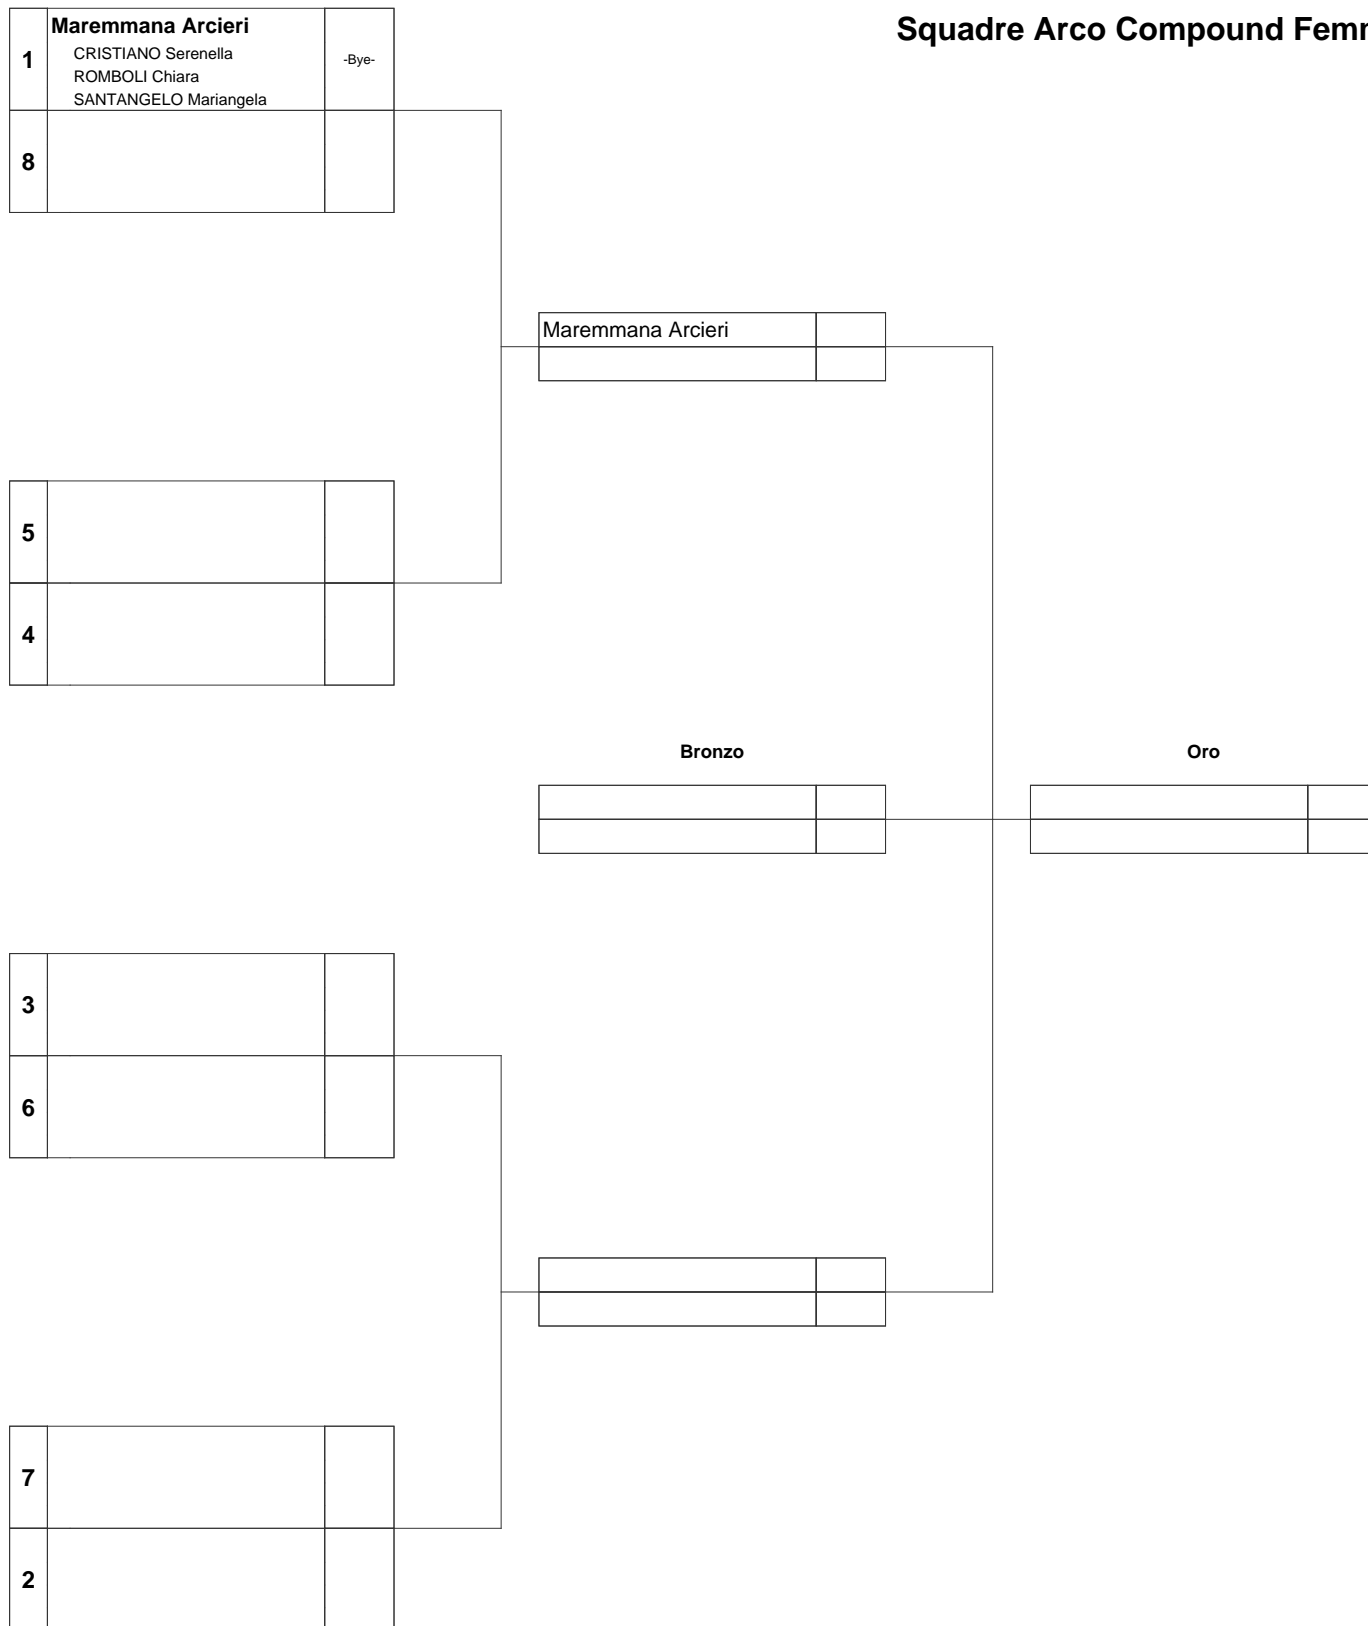 Squadre Arco Compound
1
Maremmana Arcieri
CRISTIANO Serenella
ROMBOLI Chiara
SANTANGELO Mariangela
-Bye-
8
Maremmana Arcieri
5
4
Bronzo
Oro
3
6
7
2